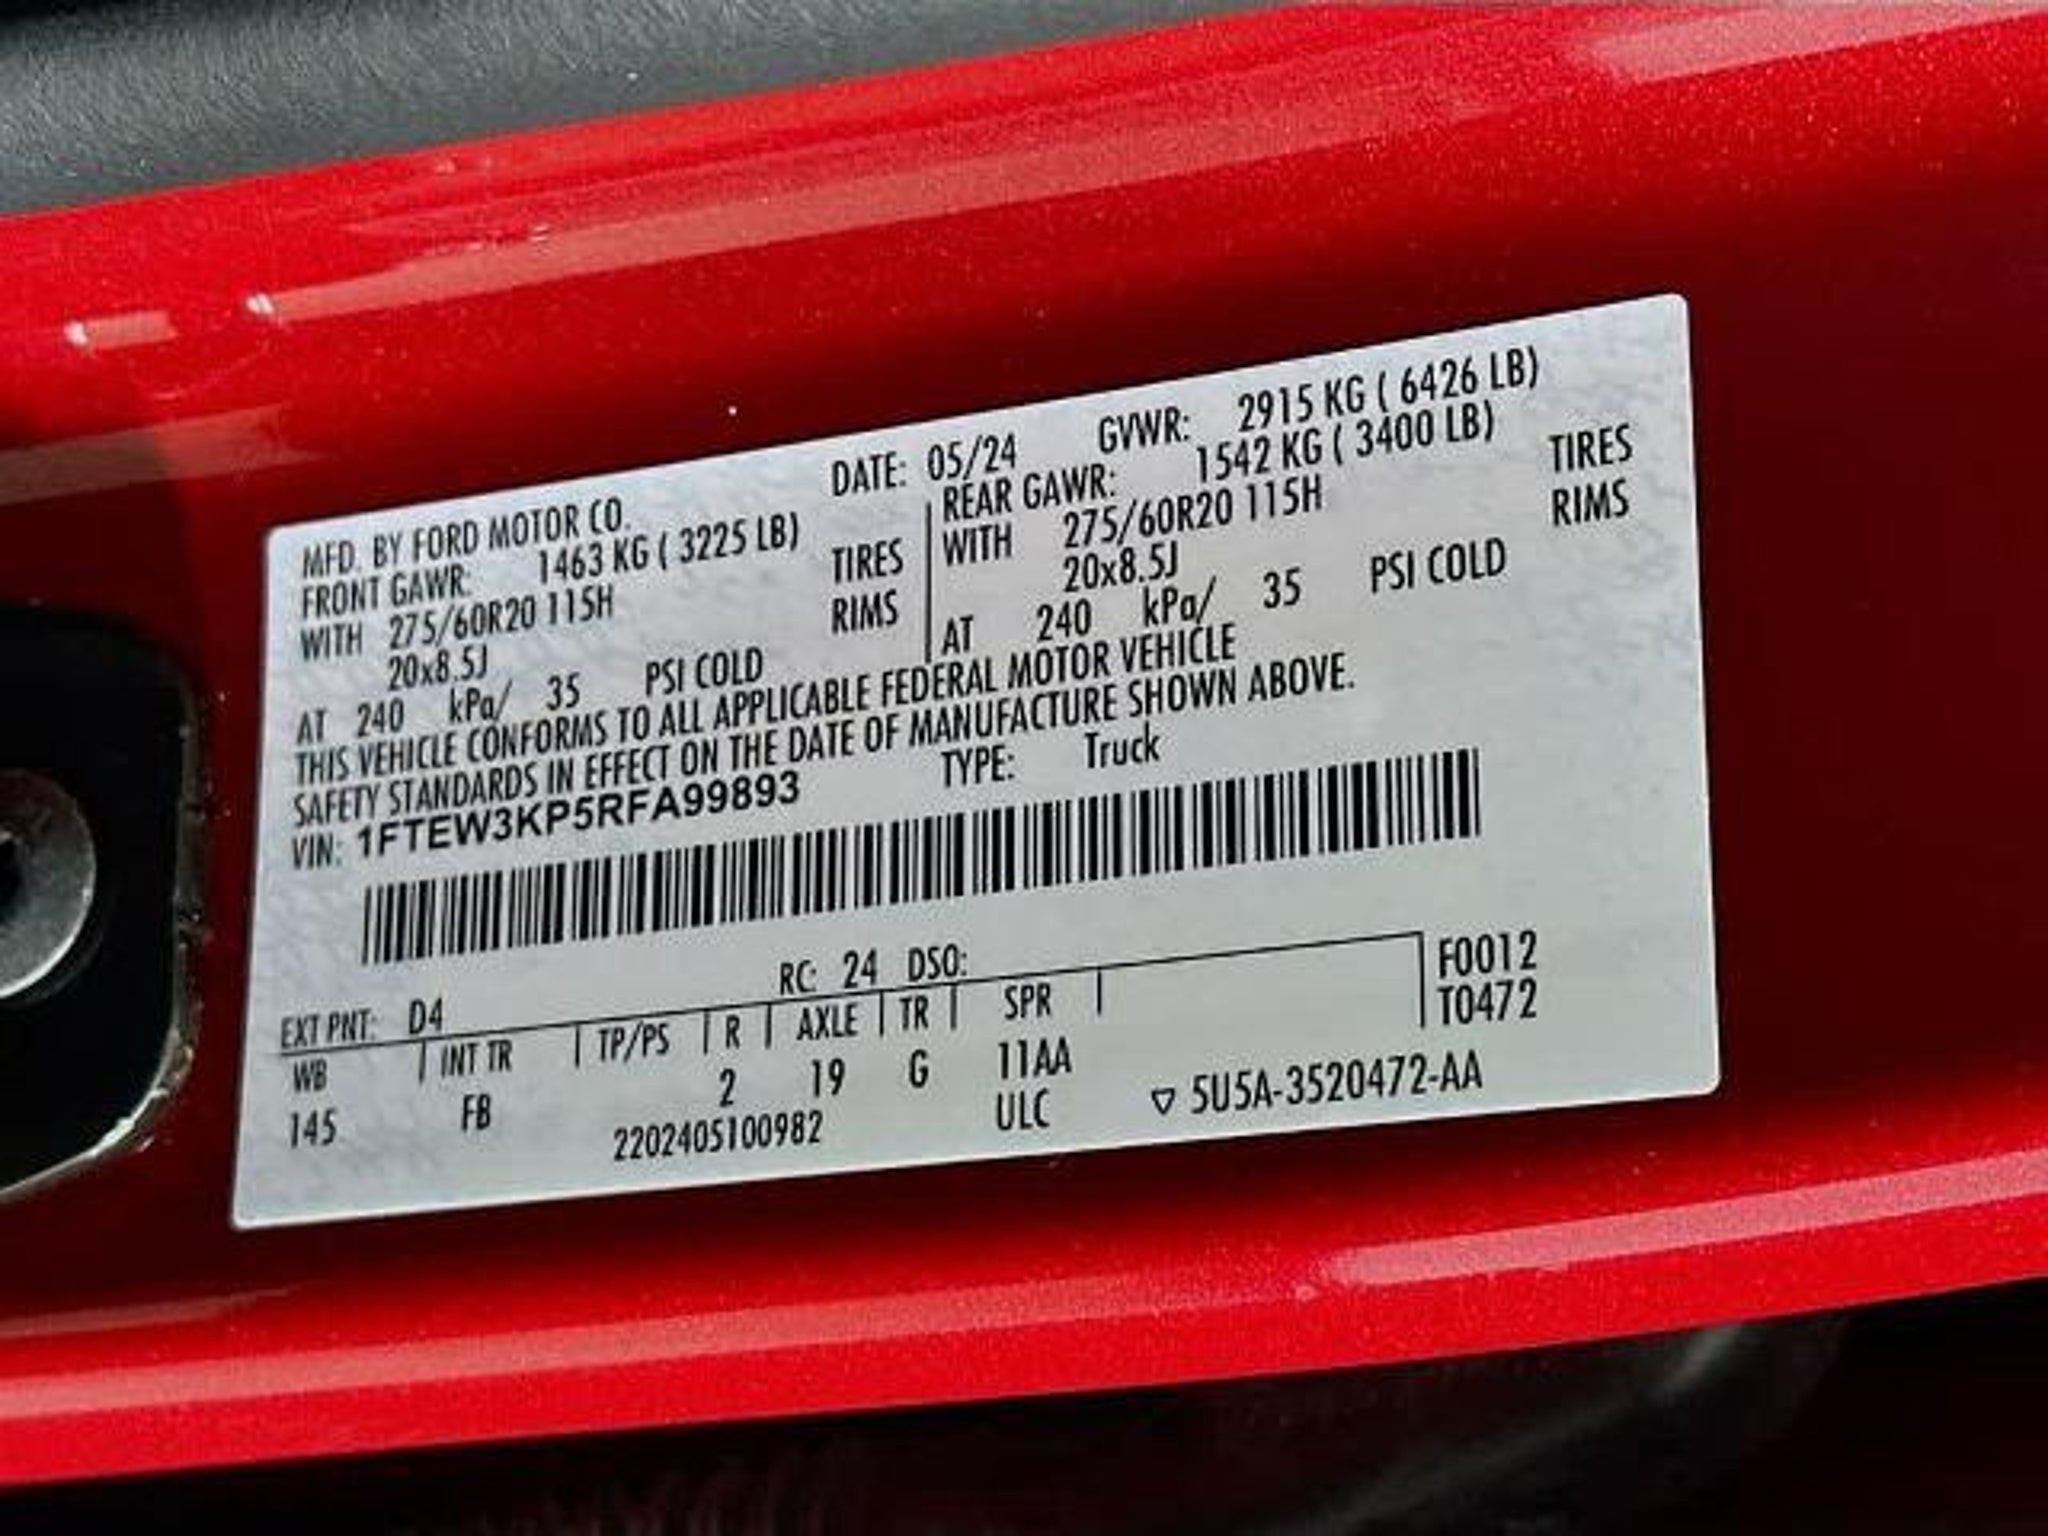 MFD. BY FORD MOTOR CO. DATE: 05/24 GVWR: 2915 KG ( 6426 LB)
FRONT GAWR: 1463 KG ( 3225 LB) REAR GAWR: 1542 KG ( 3400 LB)
WITH 275/60R20 115H TIRES WITH 275/60R20 115H TIRES
20x8.5J RIMS 20x8.5J RIMS
AT 240 kPa/ 35 PSI COLD AT 240 kPa/ 35 PSI COLD
THIS VEHICLE CONFORMS TO ALL APPLICABLE FEDERAL MOTOR VEHICLE
SAFETY STANDARDS IN EFFECT ON THE DATE OF MANUFACTURE SHOWN ABOVE.
VIN: 1FTEW3KP5RFA99893 TYPE: Truck
EXT PNT: D4 RC: 24 DSO: F0012
WB INT TR TP/PS R AXLE TR SPR T0472
145 FB 2 19 G 11AA
2202405100982 ULC ▽ 5U5A-3520472-AA